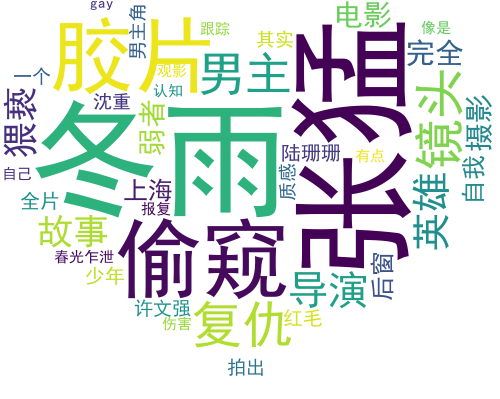 gay
胶片
男主角
跟踪
电影
像是
其实
完全
一个
观影
男主
张猛
认知
镜头
摄影
沈重
弱者
猥亵
冬雨
陆珊珊
有点
自己
质感
自我
英雄
全片
上海
报复
故事
偷窥
春光乍泄
后窗
少年
导演
许文强
复仇
红毛
伤害
拍出